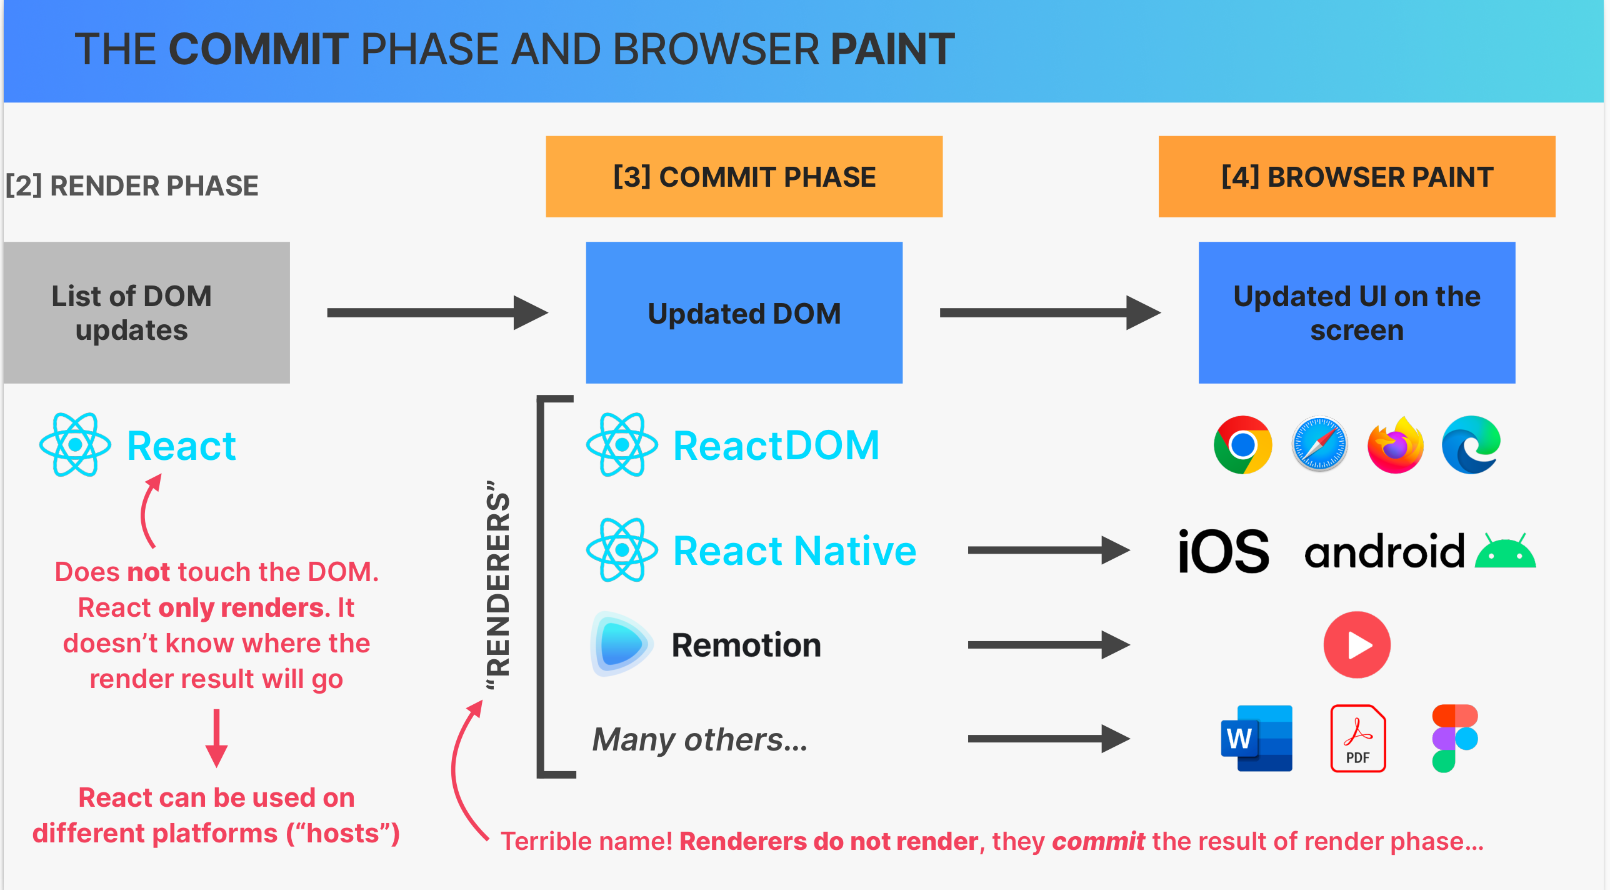 THE COMMIT PHASE AND BROWSER PAINT
[2] RENDER PHASE
[3] COMMIT PHASE
[4] BROWSER PAINT
List of DOM
updates
Updated DOM
Updated UI on the
screen
React
Does not touch the DOM.
React only renders. It
doesn’t know where the
render result will go
React can be used on
different platforms (“hosts”)
“RENDERERS”
ReactDOM
React Native
iOS
android
Remotion
Many others…
W
PDF
Terrible name! Renderers do not render, they commit the result of render phase…